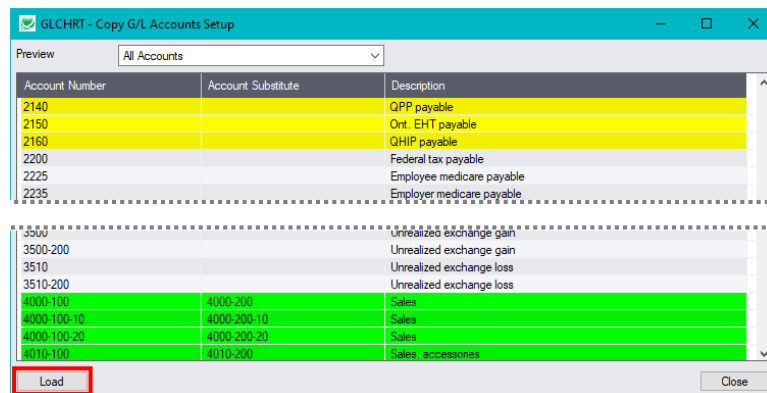 GLCHRT - Copy G/L Accounts Setup
Preview All Accounts
Account Number Account Substitute Description
2140 QPP payable
2150 Ont. EHT payable
2160 QHIP payable
2200 Federal tax payable
2225 Employee medicare payable
2235 Employer medicare payable
3500 Unrealized exchange gain
3500-200 Unrealized exchange gain
3510 Unrealized exchange loss
3510-200 Unrealized exchange loss
4000-100 4000-200 Sales
4000-100-10 4000-200-10 Sales
4000-100-20 4000-200-20 Sales
4010-100 4010-200 Sales, accessories
Load Close